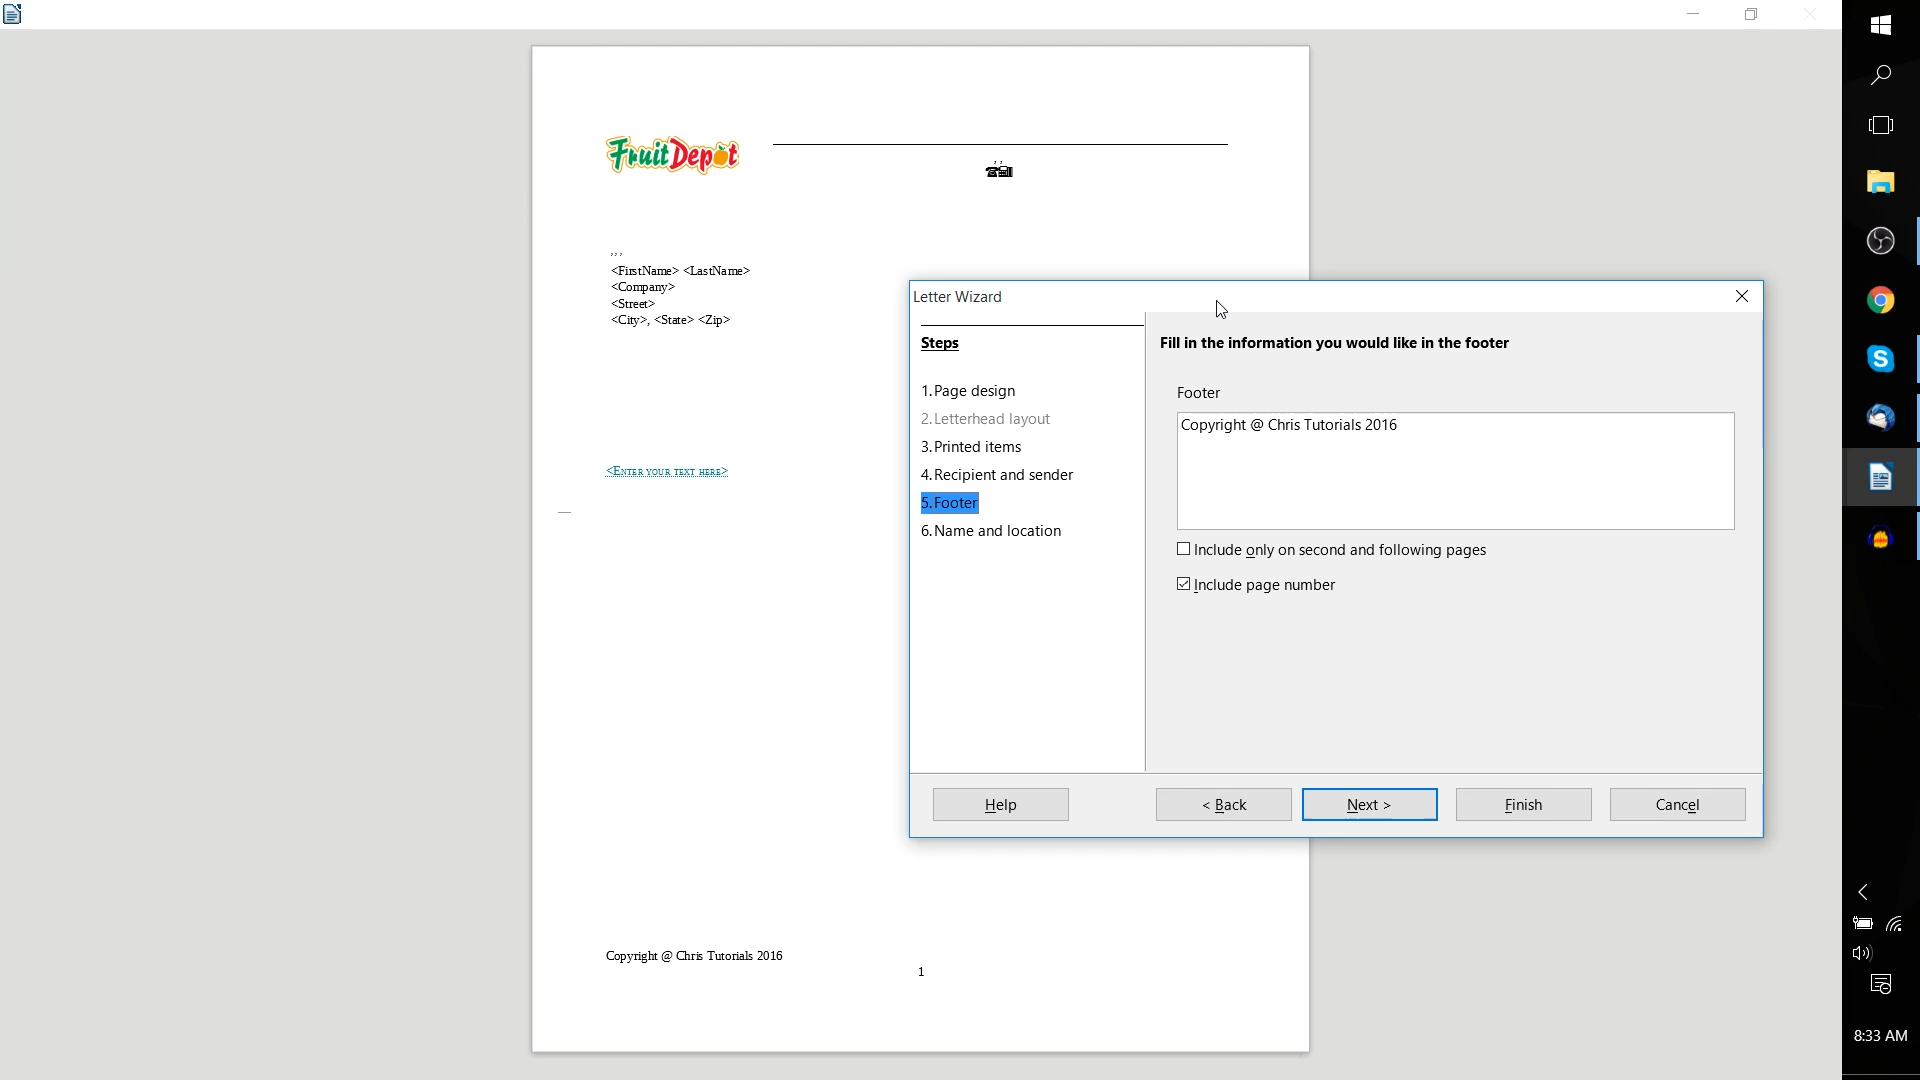 FruitDepot
, ,
, , ,
<FirstName> <LastName>
<Company>
<Street>
<City>, <State> <Zip>
<Enter your text here>
Copyright @ Chris Tutorials 2016
1
Letter Wizard
Steps
1.Page design
2.Letterhead layout
3.Printed items
4.Recipient and sender
5.Footer
6.Name and location
Fill in the information you would like in the footer
Footer
Copyright @ Chris Tutorials 2016
Include only on second and following pages
Include page number
Help
< Back
Next >
Finish
Cancel
8:33 AM